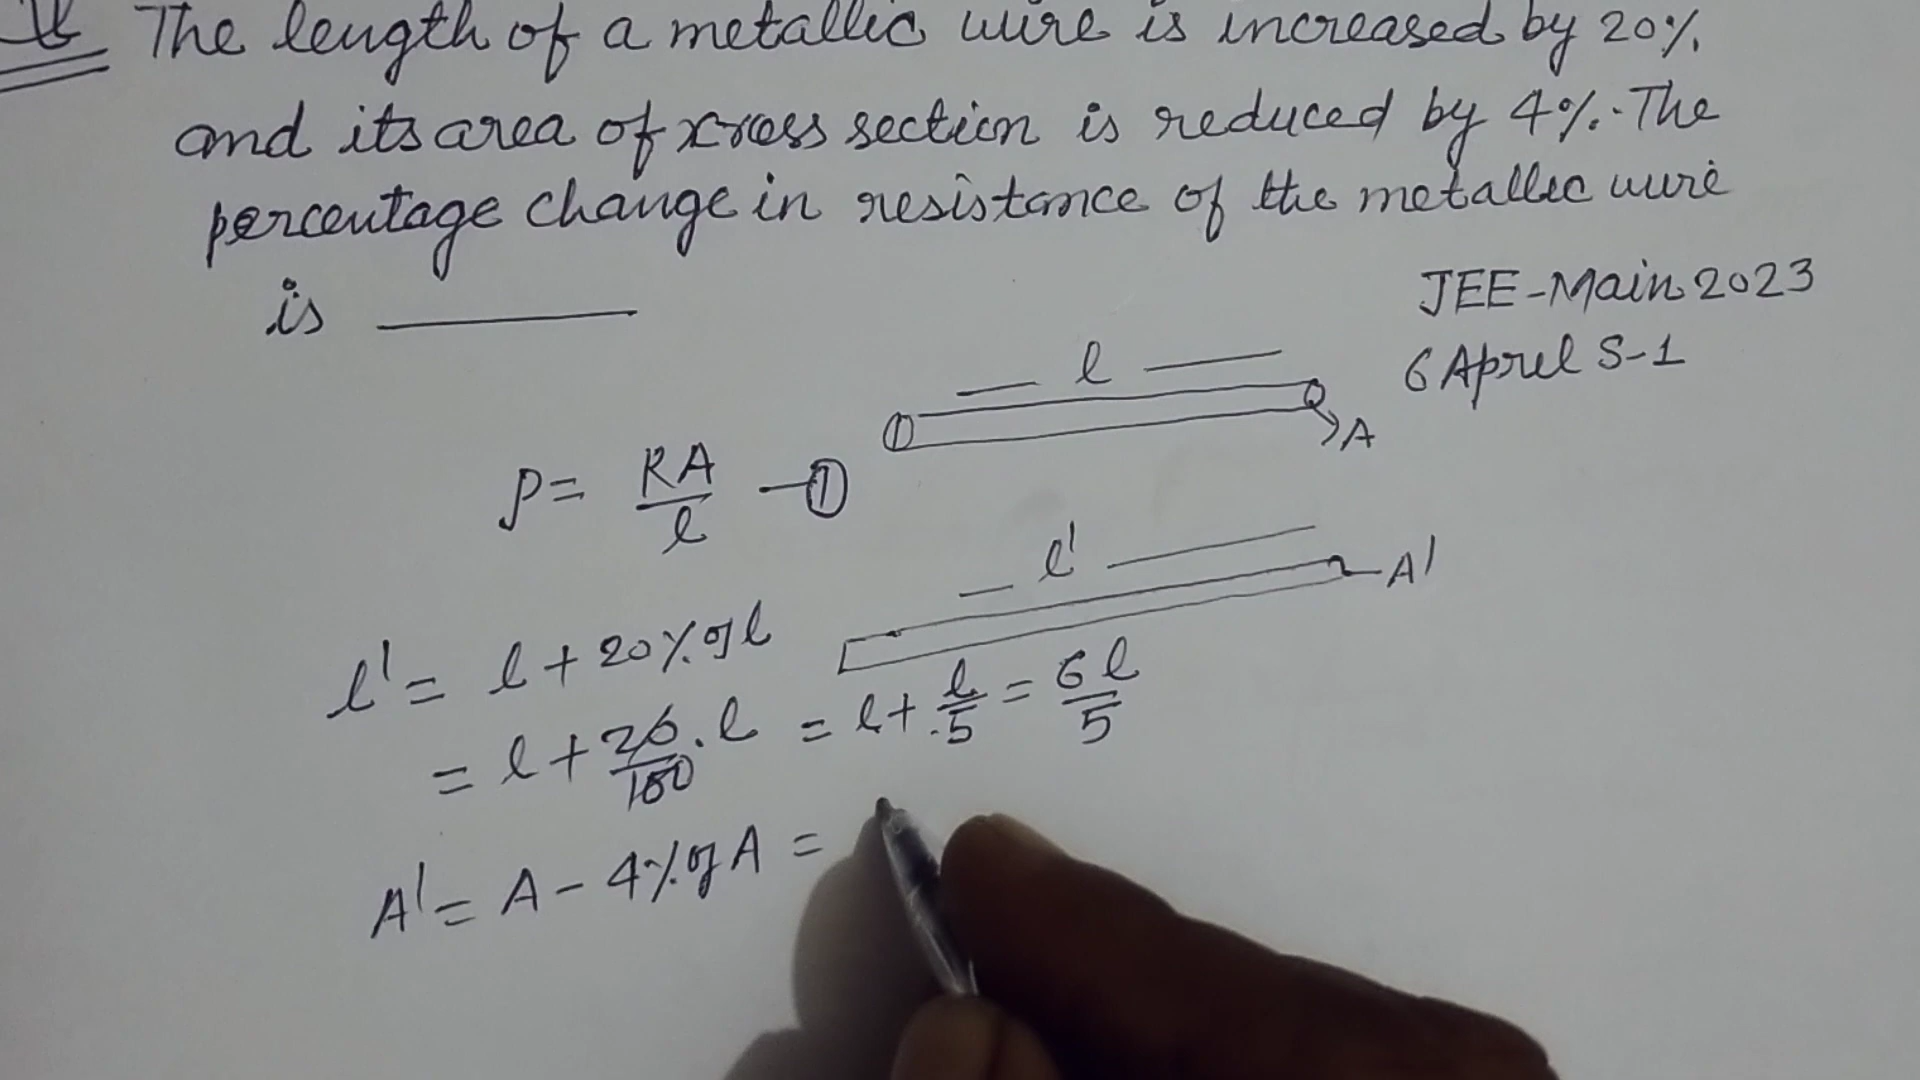 The length of a metallic wire is increased by 20%
and its area of cross section is reduced by 4%. The
percentage change in resistance of the metallic wire
is ______
JEE-Main 2023
6 April S-1
l
A
ρ = RA/l — ①
l'
A'
l' = l + 20% of l
= l + 20/100 . l = l + l/5 = 6l/5
A' = A - 4% of A =